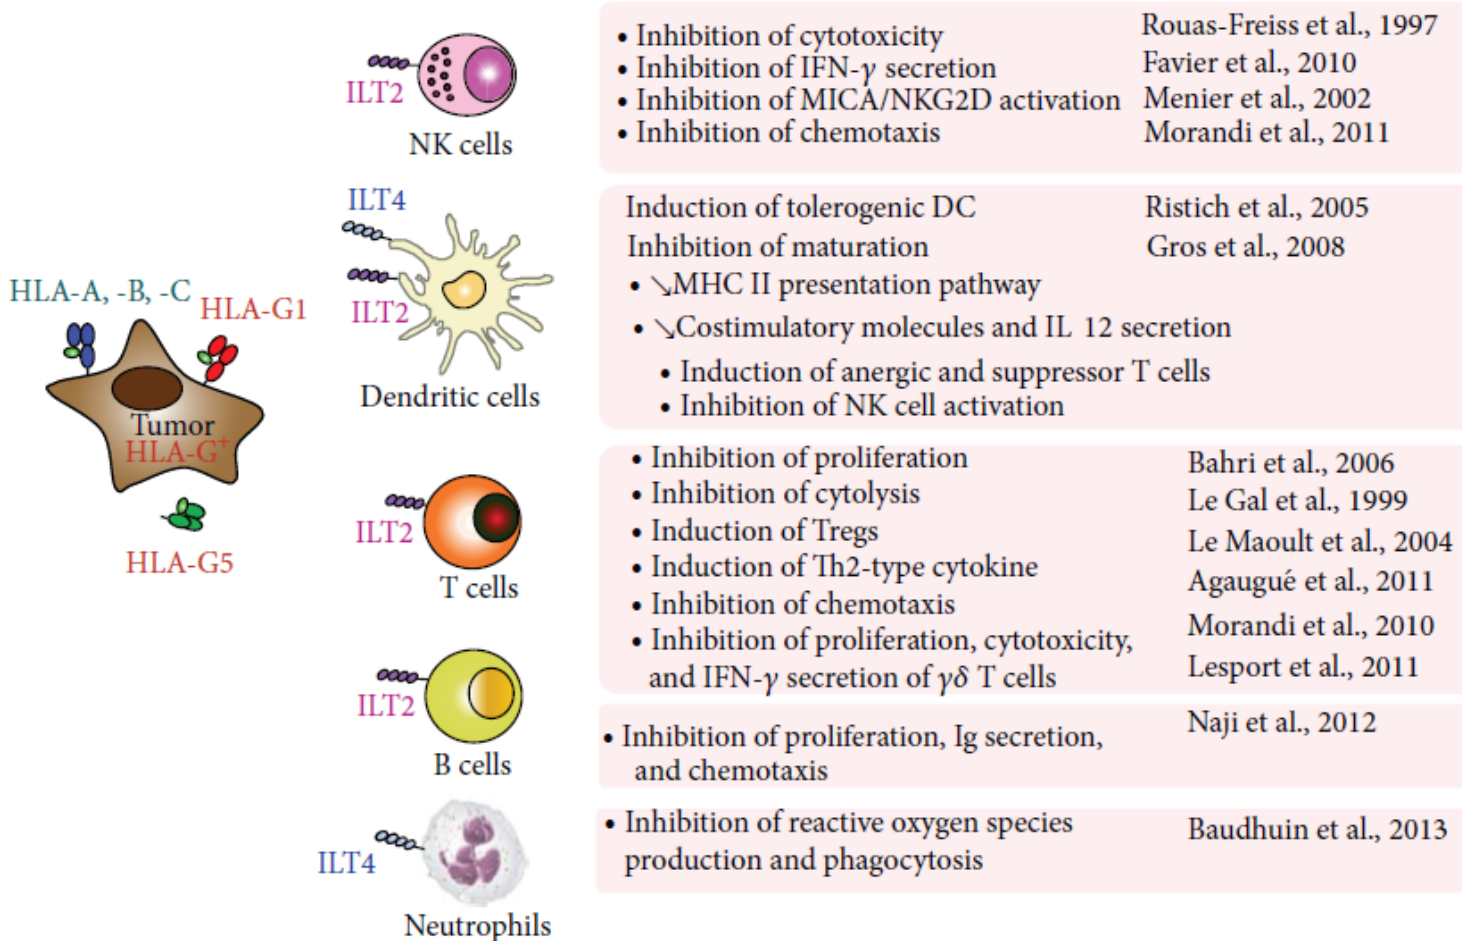 ILT2
NK cells
• Inhibition of cytotoxicity
• Inhibition of IFN-γ secretion
• Inhibition of MICA/NKG2D activation
• Inhibition of chemotaxis
Rouas-Freiss et al., 1997
Favier et al., 2010
Menier et al., 2002
Morandi et al., 2011
HLA-A, -B, -C
HLA-G1
Tumor
HLA-G⁺
HLA-G5
ILT4
ILT2
Dendritic cells
Induction of tolerogenic DC
Inhibition of maturation
• ↘MHC II presentation pathway
• ↘Costimulatory molecules and IL 12 secretion
• Induction of anergic and suppressor T cells
• Inhibition of NK cell activation
Ristich et al., 2005
Gros et al., 2008
ILT2
T cells
• Inhibition of proliferation
• Inhibition of cytolysis
• Induction of Tregs
• Induction of Th2-type cytokine
• Inhibition of chemotaxis
• Inhibition of proliferation, cytotoxicity,
and IFN-γ secretion of γδ T cells
Bahri et al., 2006
Le Gal et al., 1999
Le Maoult et al., 2004
Agaugué et al., 2011
Morandi et al., 2010
Lesport et al., 2011
ILT2
B cells
• Inhibition of proliferation, Ig secretion,
and chemotaxis
Naji et al., 2012
ILT4
Neutrophils
• Inhibition of reactive oxygen species
production and phagocytosis
Baudhuin et al., 2013